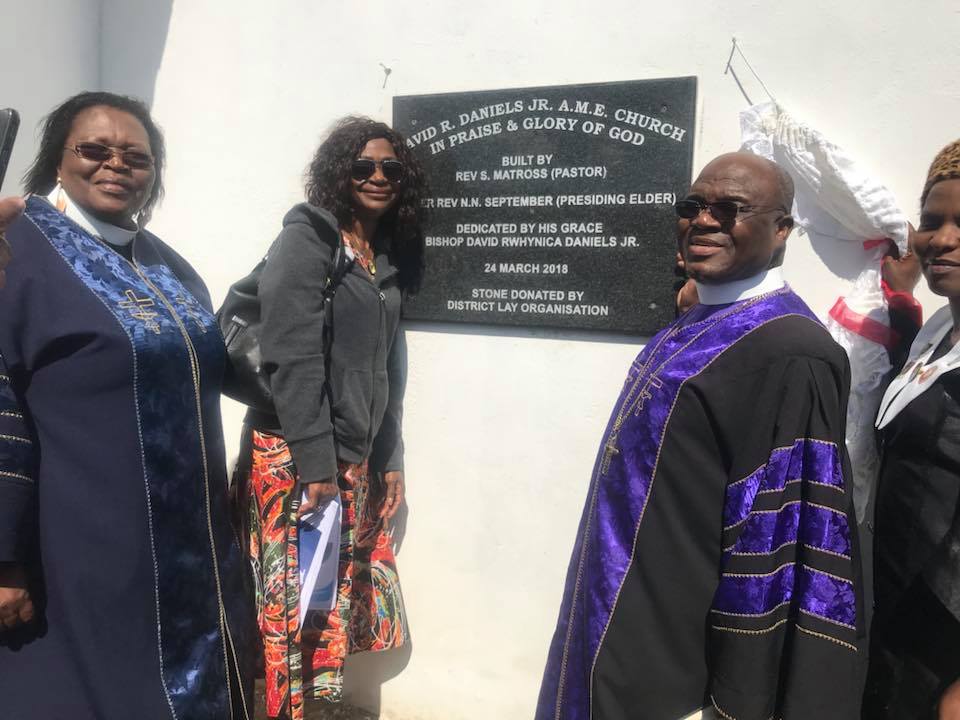 AVID R. DANIELS JR. A.M.E. CHURCH
IN PRAISE & GLORY OF GOD
BUILT BY
REV S. MATROSS (PASTOR)
ER REV N.N. SEPTEMBER (PRESIDING ELDER)
DEDICATED BY HIS GRACE
BISHOP DAVID RWHYNICA DANIELS JR.
24 MARCH 2018
STONE DONATED BY
DISTRICT LAY ORGANISATION